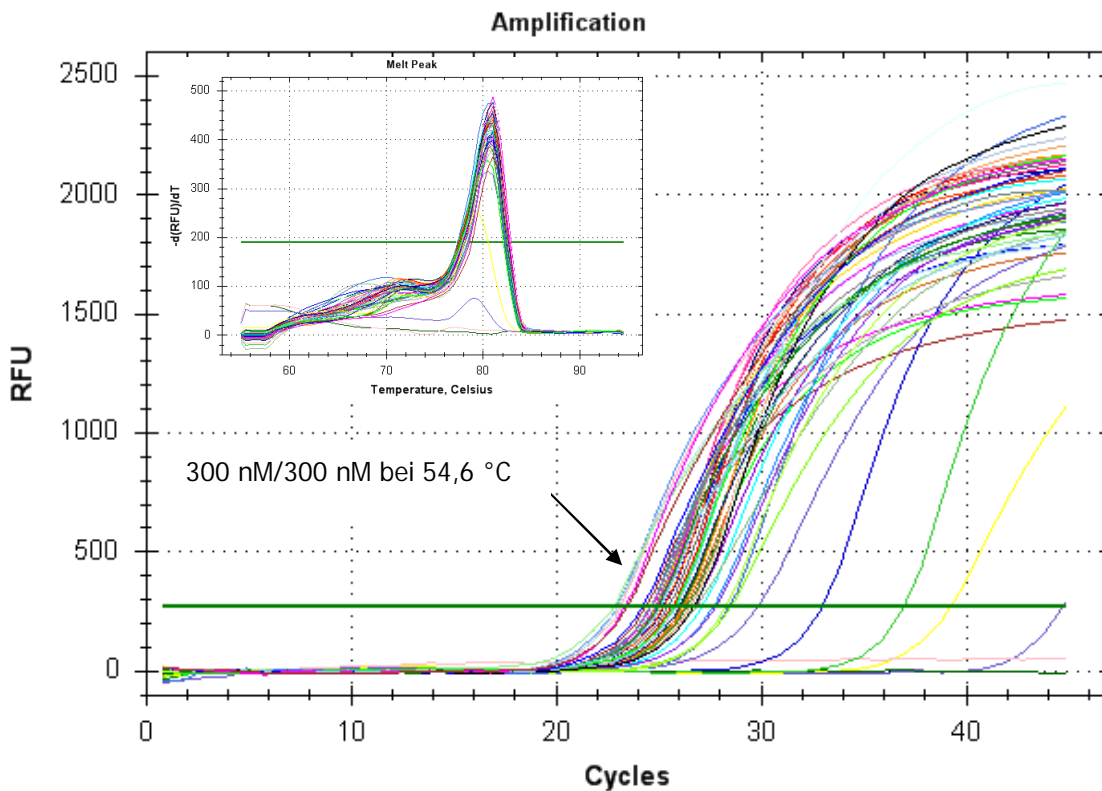 Amplification
2500
2000
1500
1000
500
0
RFU
0 10 20 30 40
Cycles
Melt Peak
500
400
300
200
100
0
-d(RFU)/dT
60 70 80 90
Temperature, Celsius
300 nM/300 nM bei 54,6 °C